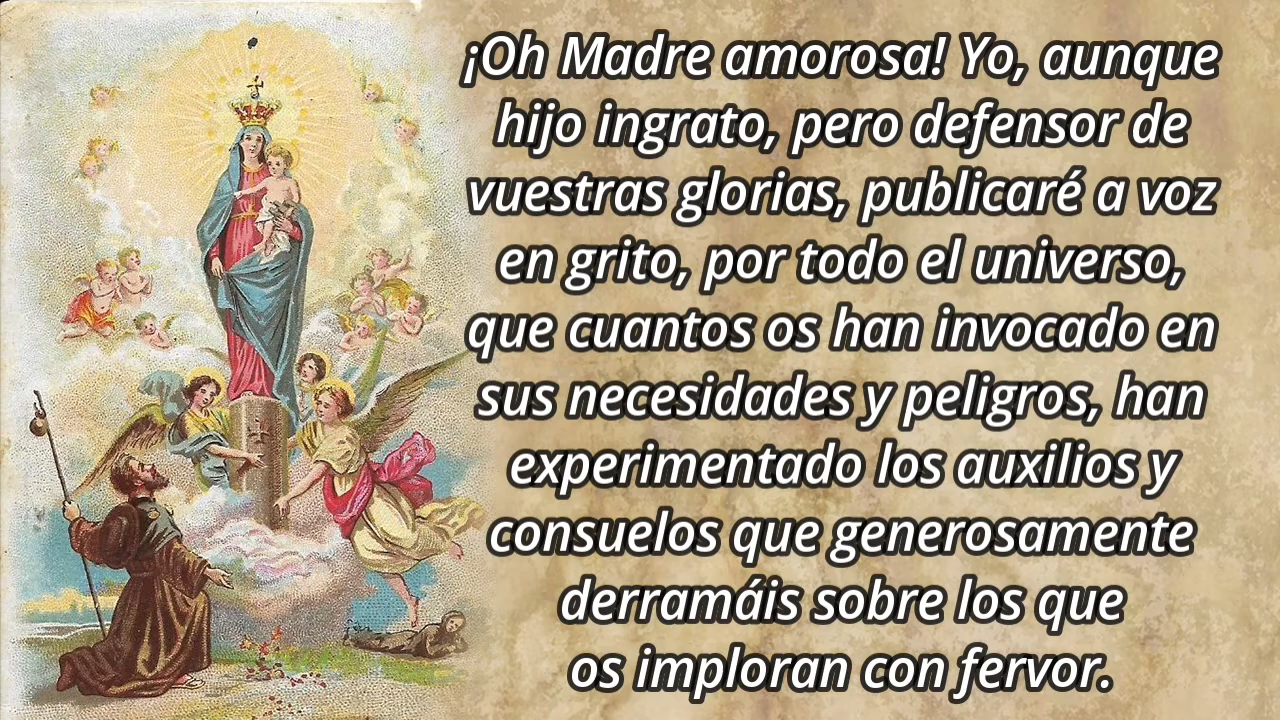 ¡Oh Madre amorosa! Yo, aunque
hijo ingrato, pero defensor de
vuestras glorias, publicaré a voz
en grito, por todo el universo,
que cuantos os han invocado en
sus necesidades y peligros, han
experimentado los auxilios y
consuelos que generosamente
derramáis sobre los que
os imploran con fervor.